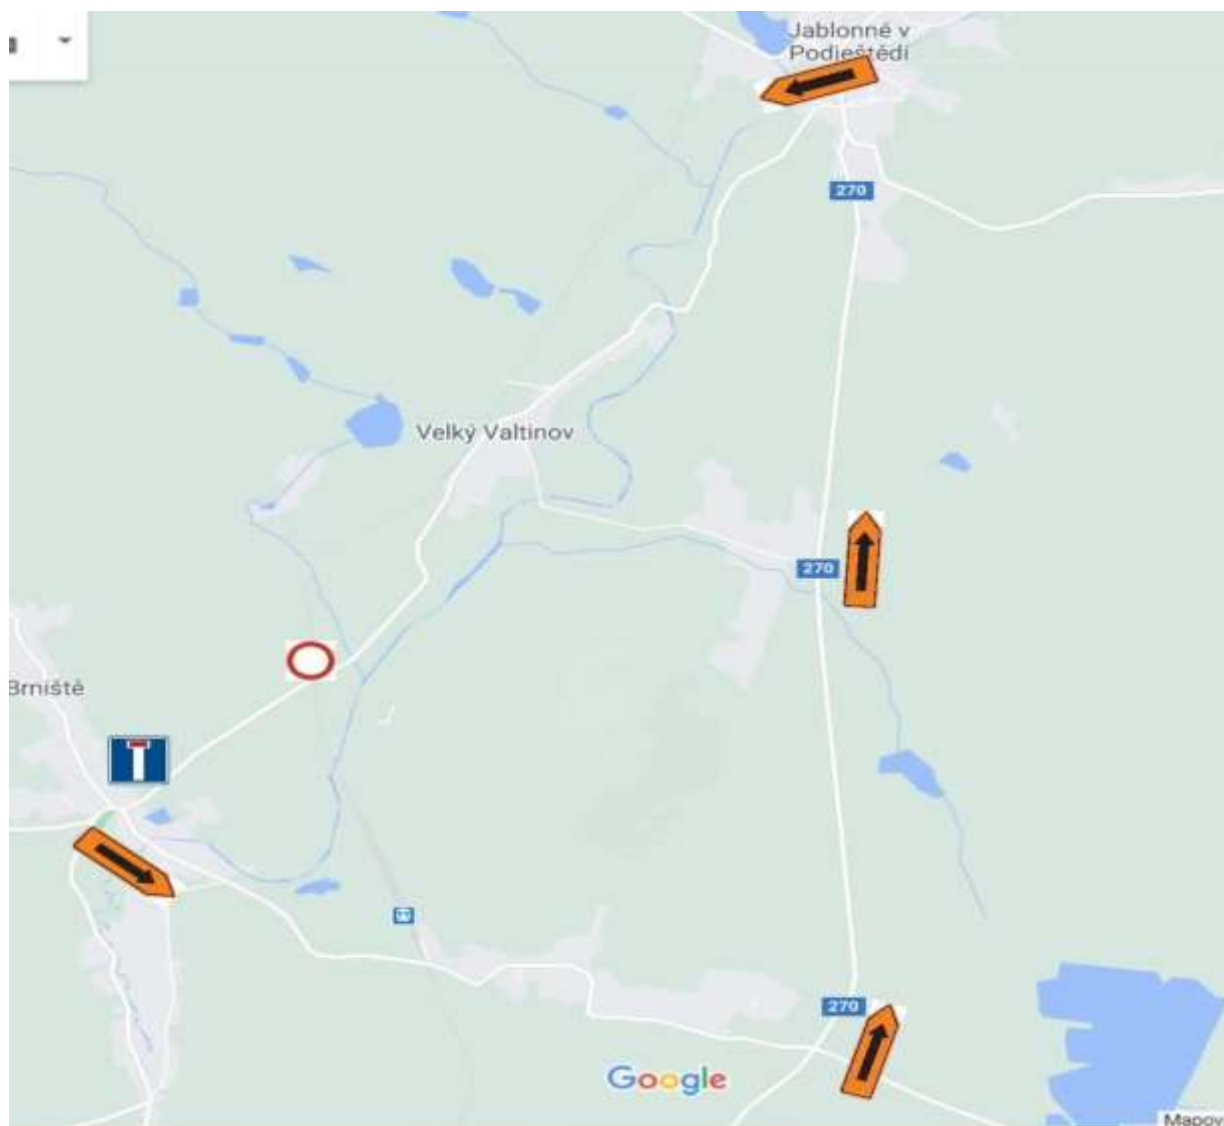 Jablonné v
Podještědí
270
Velký Valtinov
270
Brniště
270
Google
Mapov